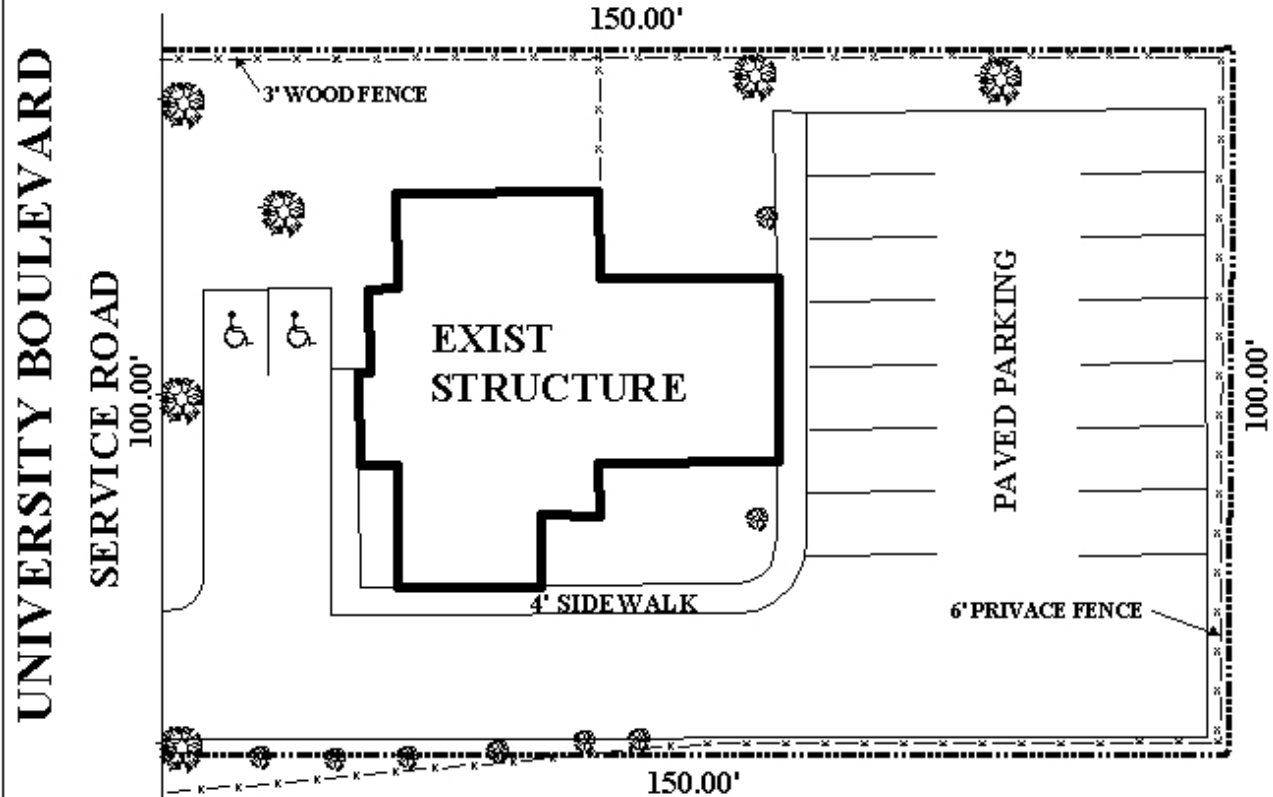 150.00'
3' WOOD FENCE
UNIVERSITY BOULEVARD
SERVICE ROAD
100.00'
EXIST
STRUCTURE
PAVED PARKING
100.00'
4' SIDEWALK
6' PRIVACE FENCE
150.00'